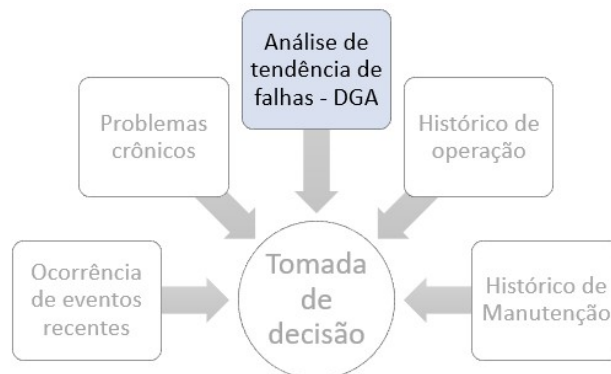 Análise de
tendência de
falhas - DGA
Problemas
crônicos
Histórico de
operação
Ocorrência
de eventos
recentes
Tomada
de
decisão
Histórico de
Manutenção